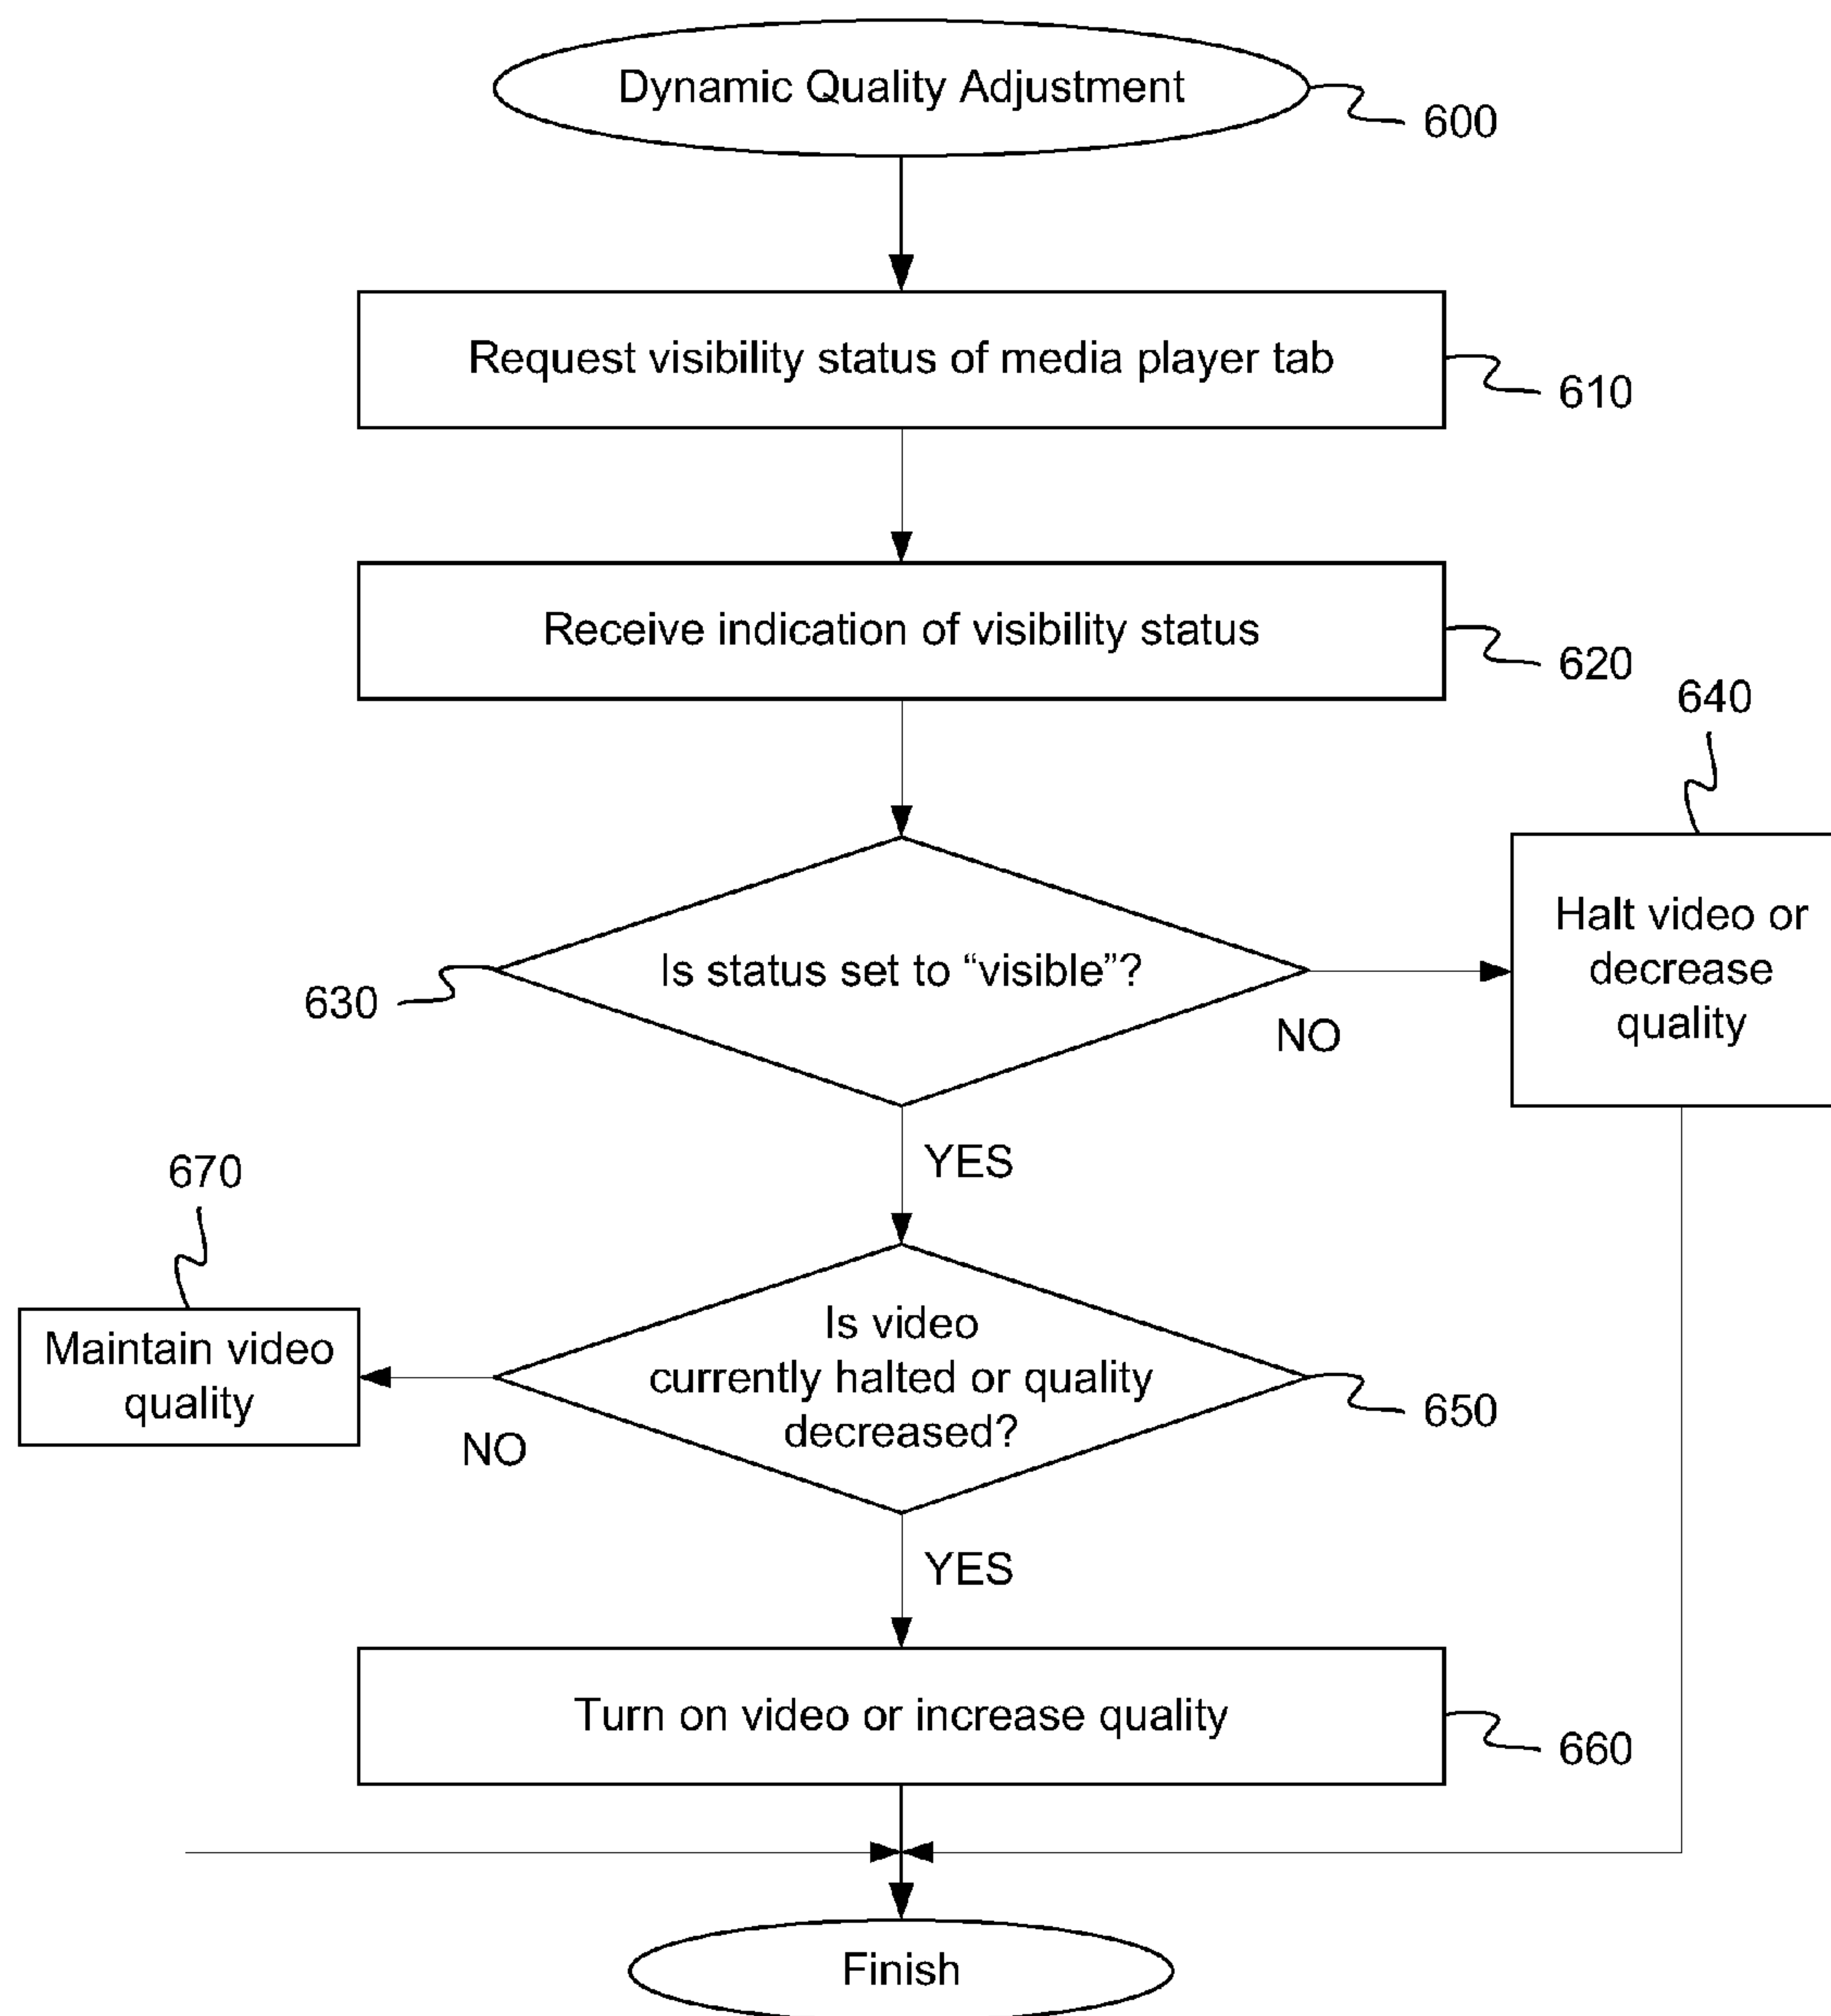 Dynamic Quality Adjustment
600
Request visibility status of media player tab
610
Receive indication of visibility status
620
640
Is status set to “visible”?
630
NO
Halt video or
decrease
quality
YES
670
Maintain video
quality
NO
Is video
currently halted or quality
decreased?
650
YES
Turn on video or increase quality
660
Finish